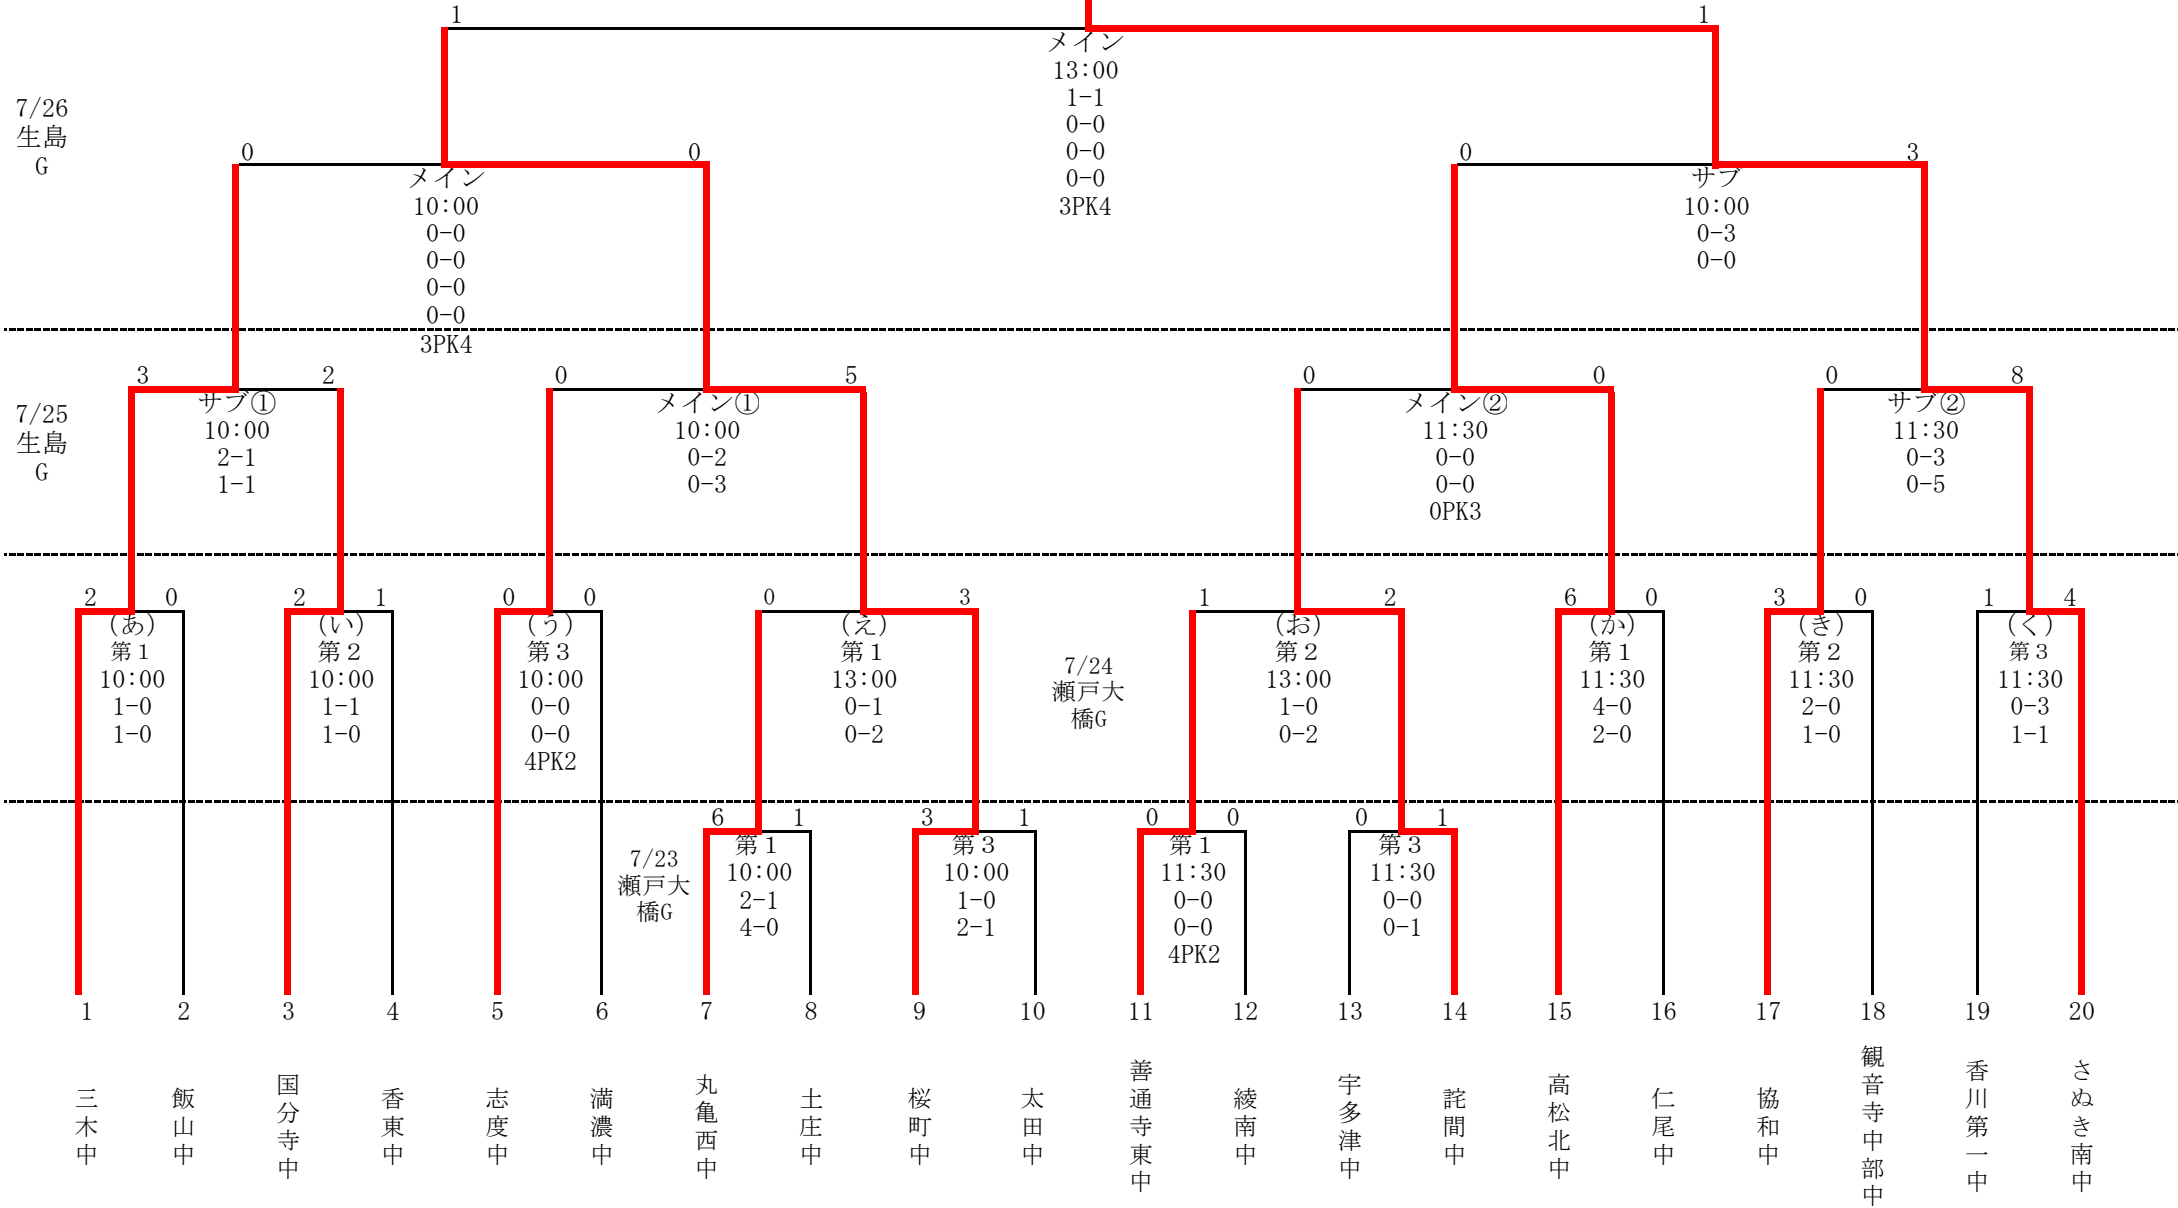 1 1
メイン
13:00
1-1
0-0
0-0
0-0
3PK4
7/26
生島
G
0 0
メイン
10:00
0-0
0-0
0-0
0-0
3PK4
0 3
サブ
10:00
0-3
0-0
7/25
生島
G
3 2
サブ①
10:00
2-1
1-1
0 5
メイン①
10:00
0-2
0-3
0 0
メイン②
11:30
0-0
0-0
0PK3
0 8
サブ②
11:30
0-3
0-5
2 0
(あ)
第1
10:00
1-0
1-0
2 1
(い)
第2
10:00
1-1
1-0
0 0
(う)
第3
10:00
0-0
0-0
4PK2
0 3
(え)
第1
13:00
0-1
0-2
7/24
瀬戸大
橋G
1 2
(お)
第2
13:00
1-0
0-2
6 0
(か)
第1
11:30
4-0
2-0
3 0
(き)
第2
11:30
2-0
1-0
1 4
(く)
第3
11:30
0-3
1-1
7/23
瀬戸大
橋G
6 1
第1
10:00
2-1
4-0
3 1
第3
10:00
1-0
2-1
0 0
第1
11:30
0-0
0-0
4PK2
0 1
第3
11:30
0-0
0-1
1 2 3 4 5 6 7 8 9 10 11 12 13 14 15 16 17 18 19 20
三木中
飯山中
国分寺中
香東中
志度中
満濃中
丸亀西中
土庄中
桜町中
太田中
善通寺東中
綾南中
宇多津中
詫間中
高松北中
仁尾中
協和中
観音寺中部中
香川第一中
さぬき南中